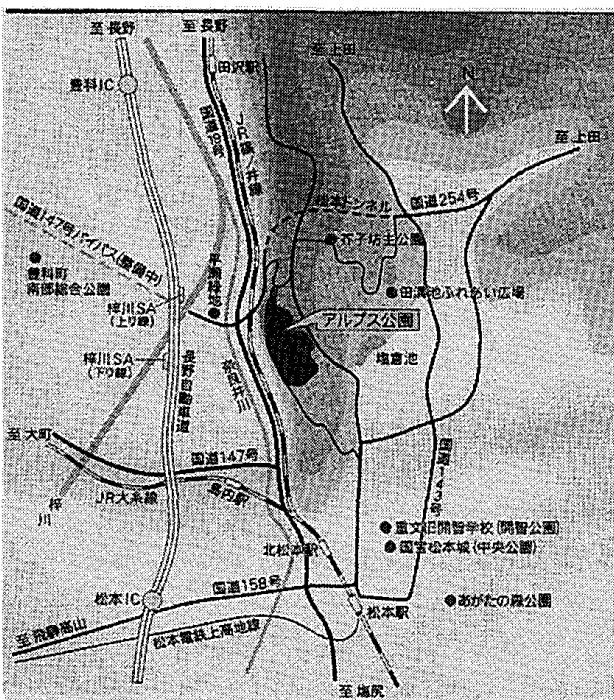 至 長野
至 長野
至 上田
田沢駅
豊科IC
N
至 上田
国道19号
JR篠ノ井線
松本トンネル
国道254号
国道147号バイパス(整備中)
芥子坊主公園
豊科町
南部総合公園
平瀬緑地
田溝池ふれあい広場
梓川SA
(上り線)
アルプス公園
塩倉池
梓川SA
(下り線)
長野自動車道
奈良井川
至 大町
国道147号
国道143号
JR大糸線
島内駅
梓川
重文旧開智学校(開智公園)
北松本駅
国宝松本城(中央公園)
国道158号
松本IC
松本駅
あがたの森公園
至 飛騨高山
松本電鉄上高地線
至 塩尻